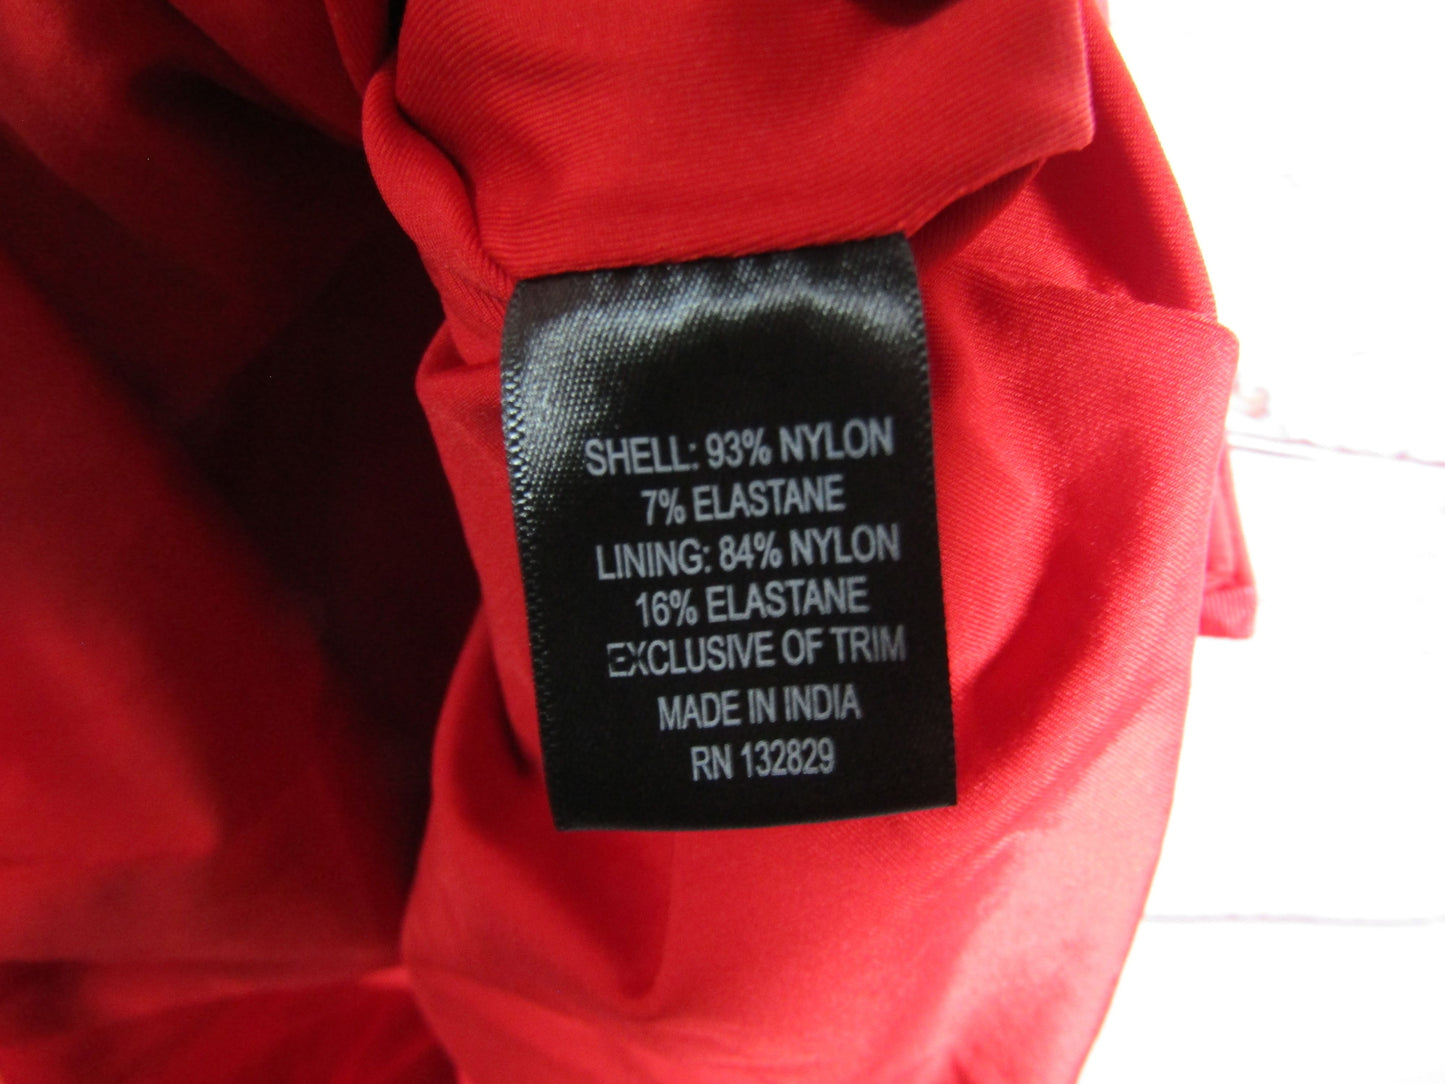 SHELL: 93% NYLON
7% ELASTANE
LINING: 84% NYLON
16% ELASTANE
EXCLUSIVE OF TRIM
MADE IN INDIA
RN 132829